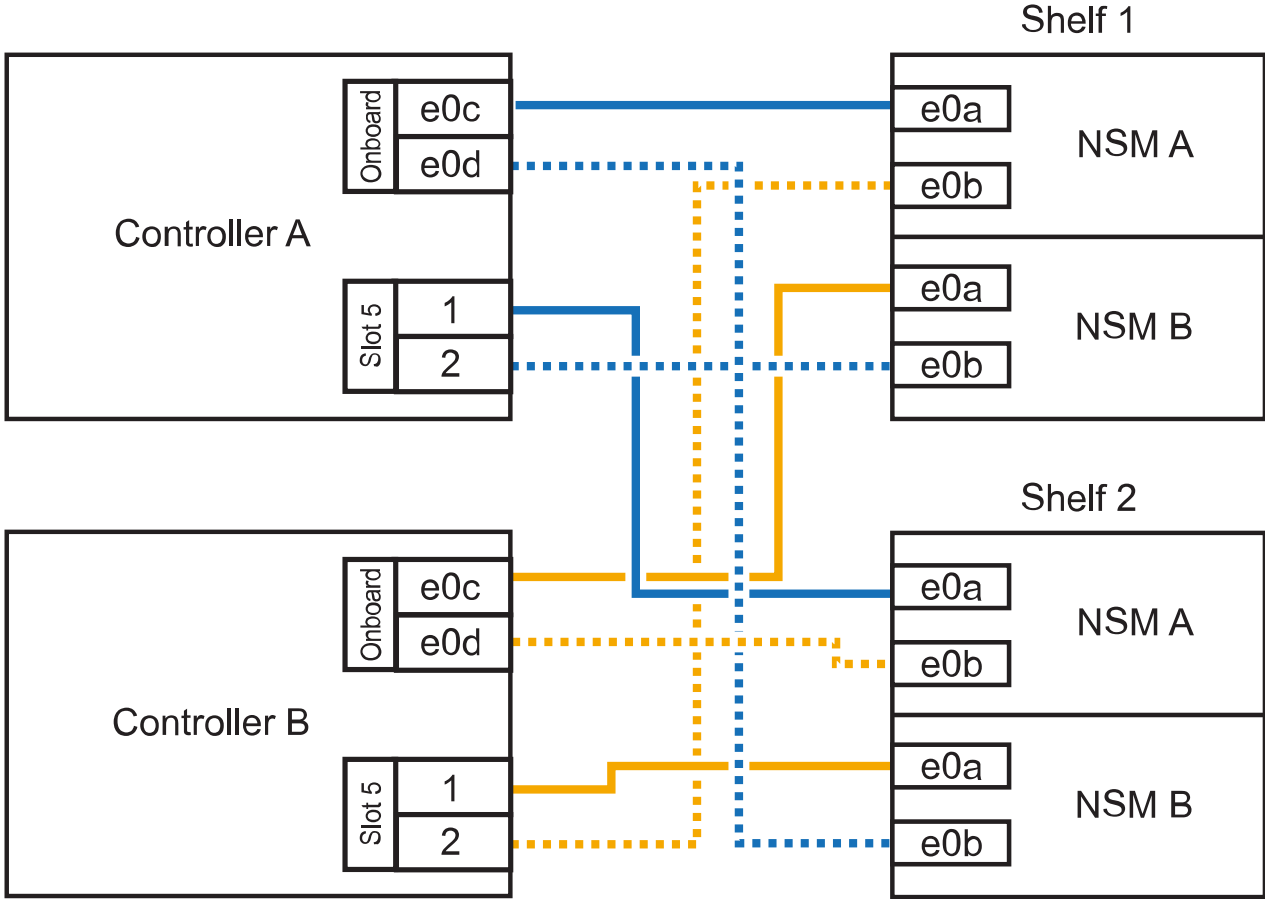 Shelf 1
Controller A
Onboard
e0c
e0d
Slot 5
1
2
e0a
e0b
NSM A
e0a
e0b
NSM B
Shelf 2
Controller B
Onboard
e0c
e0d
Slot 5
1
2
e0a
e0b
NSM A
e0a
e0b
NSM B